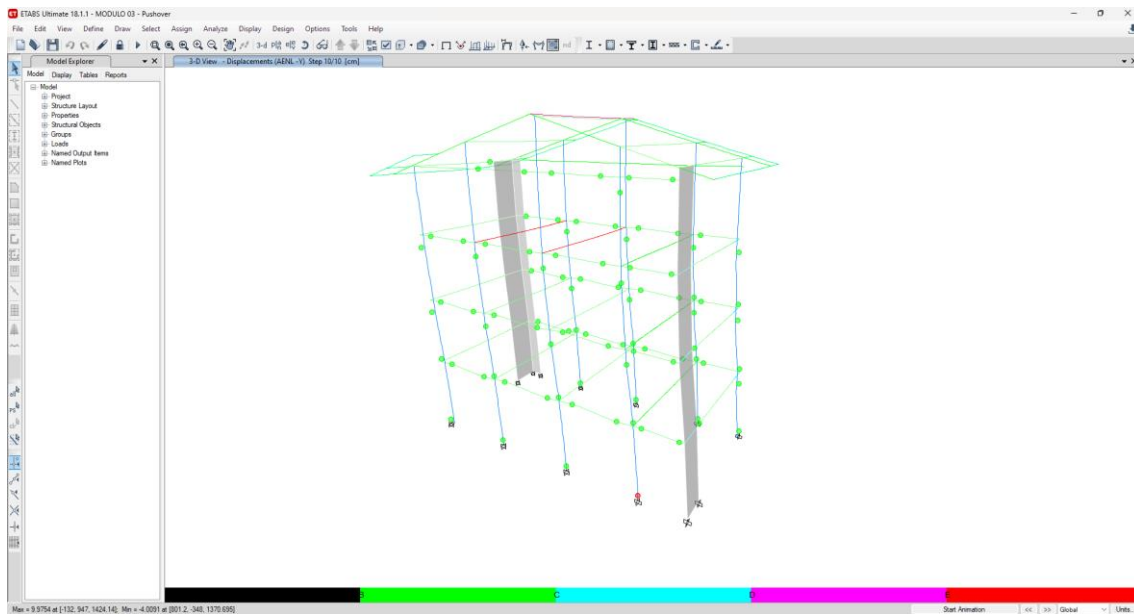 ETABS Ultimate 18.1.1 - MODULO 03 - Pushover
File Edit View Define Draw Select Assign Analyze Display Design Options Tools Help
Model Explorer
3-D View - Displacements (AENL -Y) Step 10/10 [cm]
Model Display Tables Reports
Model
Project
Structure Layout
Properties
Structural Objects
Groups
Loads
Named Output Items
Named Plots
B C D E
Max = 9.9754 at [-132, 947, 1424.14]; Min = -4.0091 at [801.2, -348, 1370.695]
Start Animation << >> Global Units...